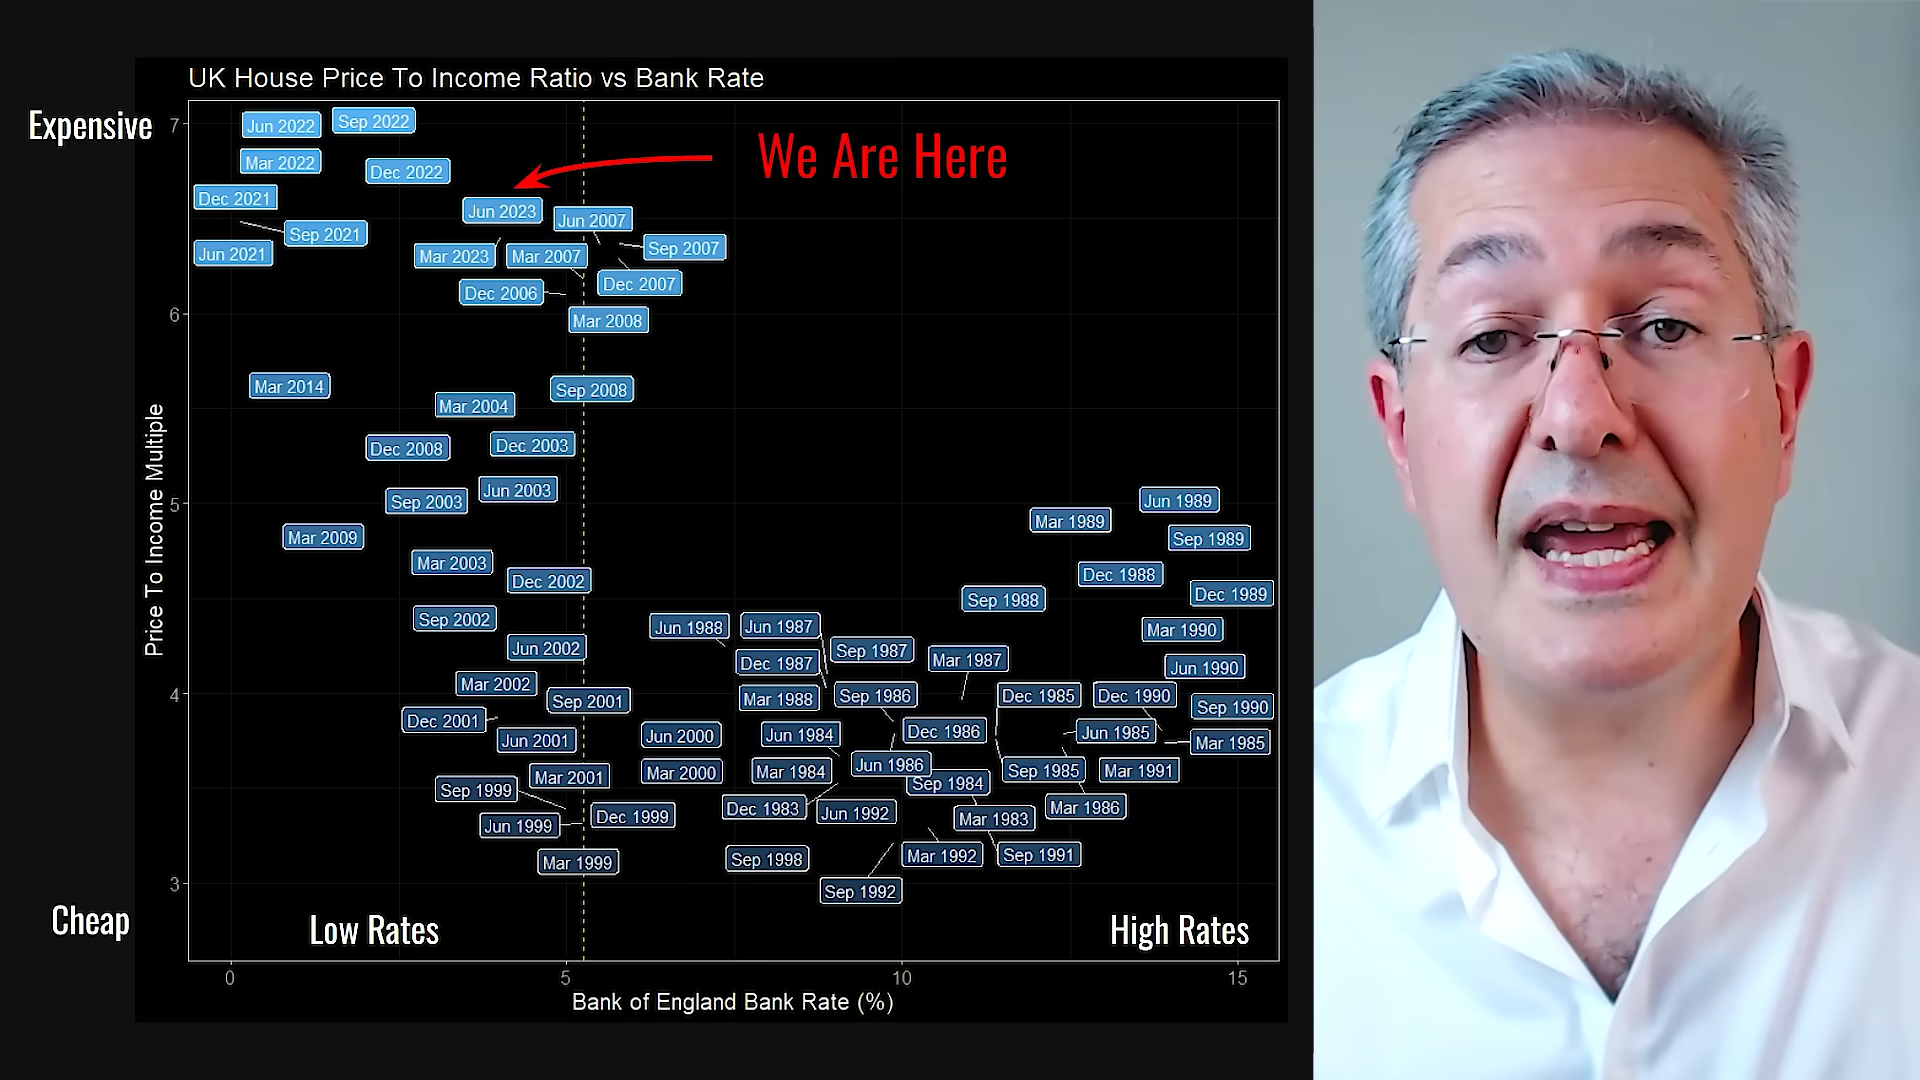 UK House Price To Income Ratio vs Bank Rate
Expensive
7
Jun 2022
Sep 2022
We Are Here
Mar 2022
Dec 2022
Dec 2021
Jun 2023
Jun 2007
Sep 2021
Sep 2007
Jun 2021
Mar 2023
Mar 2007
Dec 2007
Dec 2006
6
Mar 2008
Mar 2014
Sep 2008
Mar 2004
Dec 2008
Dec 2003
Price To Income Multiple
Sep 2003
Jun 2003
5
Jun 1989
Mar 1989
Mar 2009
Sep 1989
Mar 2003
Dec 2002
Dec 1988
Dec 1989
Sep 1988
Sep 2002
Jun 1988
Jun 1987
Mar 1990
Jun 2002
Dec 1987
Sep 1987
Mar 1987
Jun 1990
Mar 2002
4
Sep 2001
Mar 1988
Sep 1986
Dec 1985
Dec 1990
Sep 1990
Dec 2001
Jun 2001
Jun 2000
Jun 1984
Dec 1986
Jun 1985
Mar 1985
Mar 2001
Mar 2000
Mar 1984
Jun 1986
Sep 1985
Mar 1991
Sep 1999
Sep 1984
Jun 1999
Dec 1999
Dec 1983
Jun 1992
Mar 1983
Mar 1986
Mar 1999
Sep 1998
Mar 1992
Sep 1991
3
Sep 1992
Cheap
Low Rates
High Rates
0
5
10
15
Bank of England Bank Rate (%)